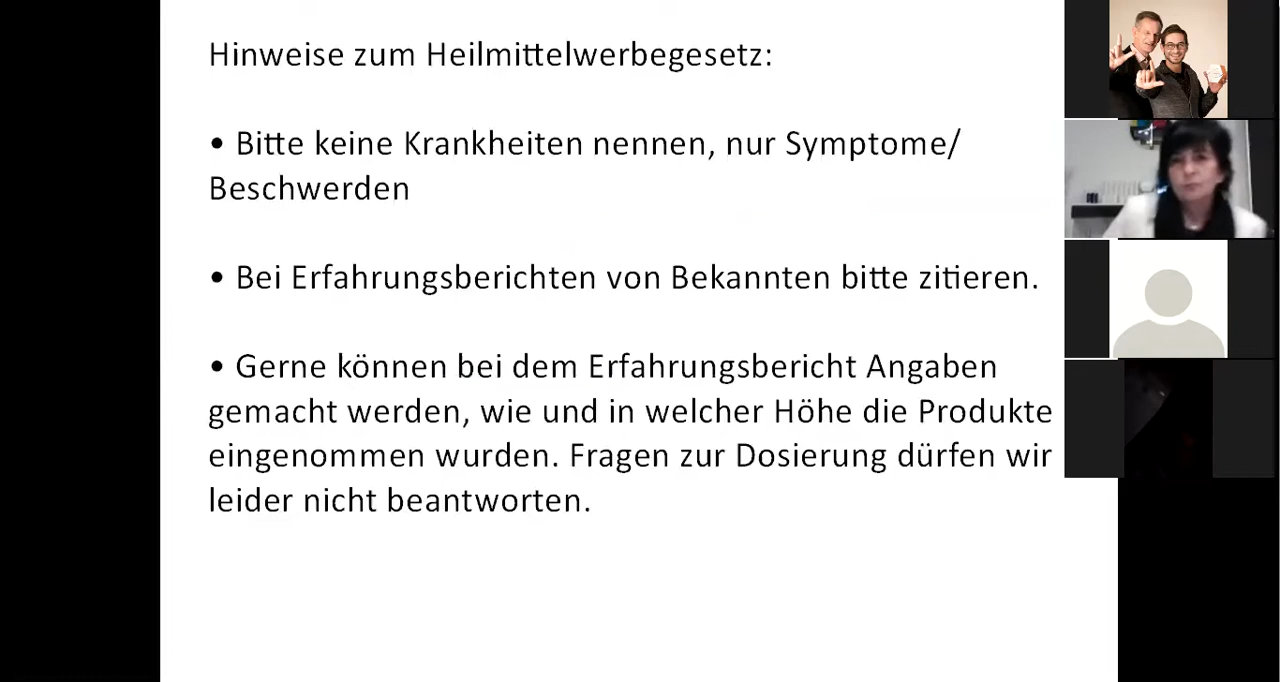 Hinweise zum Heilmittelwerbegesetz:
• Bitte keine Krankheiten nennen, nur Symptome/
Beschwerden
• Bei Erfahrungsberichten von Bekannten bitte zitieren.
• Gerne können bei dem Erfahrungsbericht Angaben
gemacht werden, wie und in welcher Höhe die Produkte
eingenommen wurden. Fragen zur Dosierung dürfen wir
leider nicht beantworten.